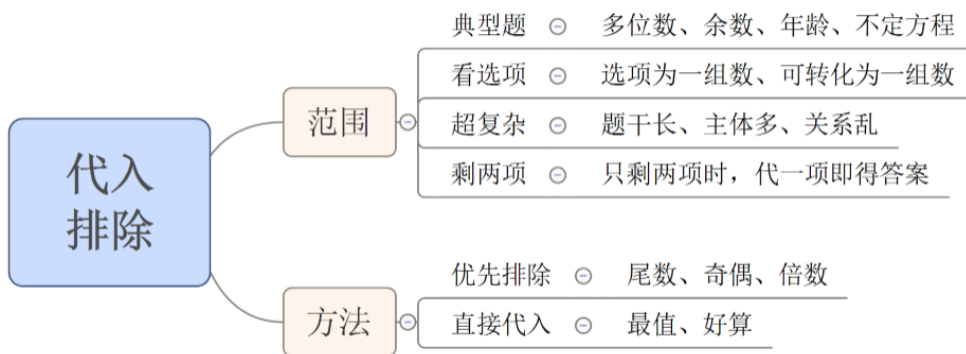 代入
排除
范围
典型题 多位数、余数、年龄、不定方程
看选项 选项为一组数、可转化为一组数
超复杂 题干长、主体多、关系乱
剩两项 只剩两项时，代一项即得答案
方法
优先排除 尾数、奇偶、倍数
直接代入 最值、好算